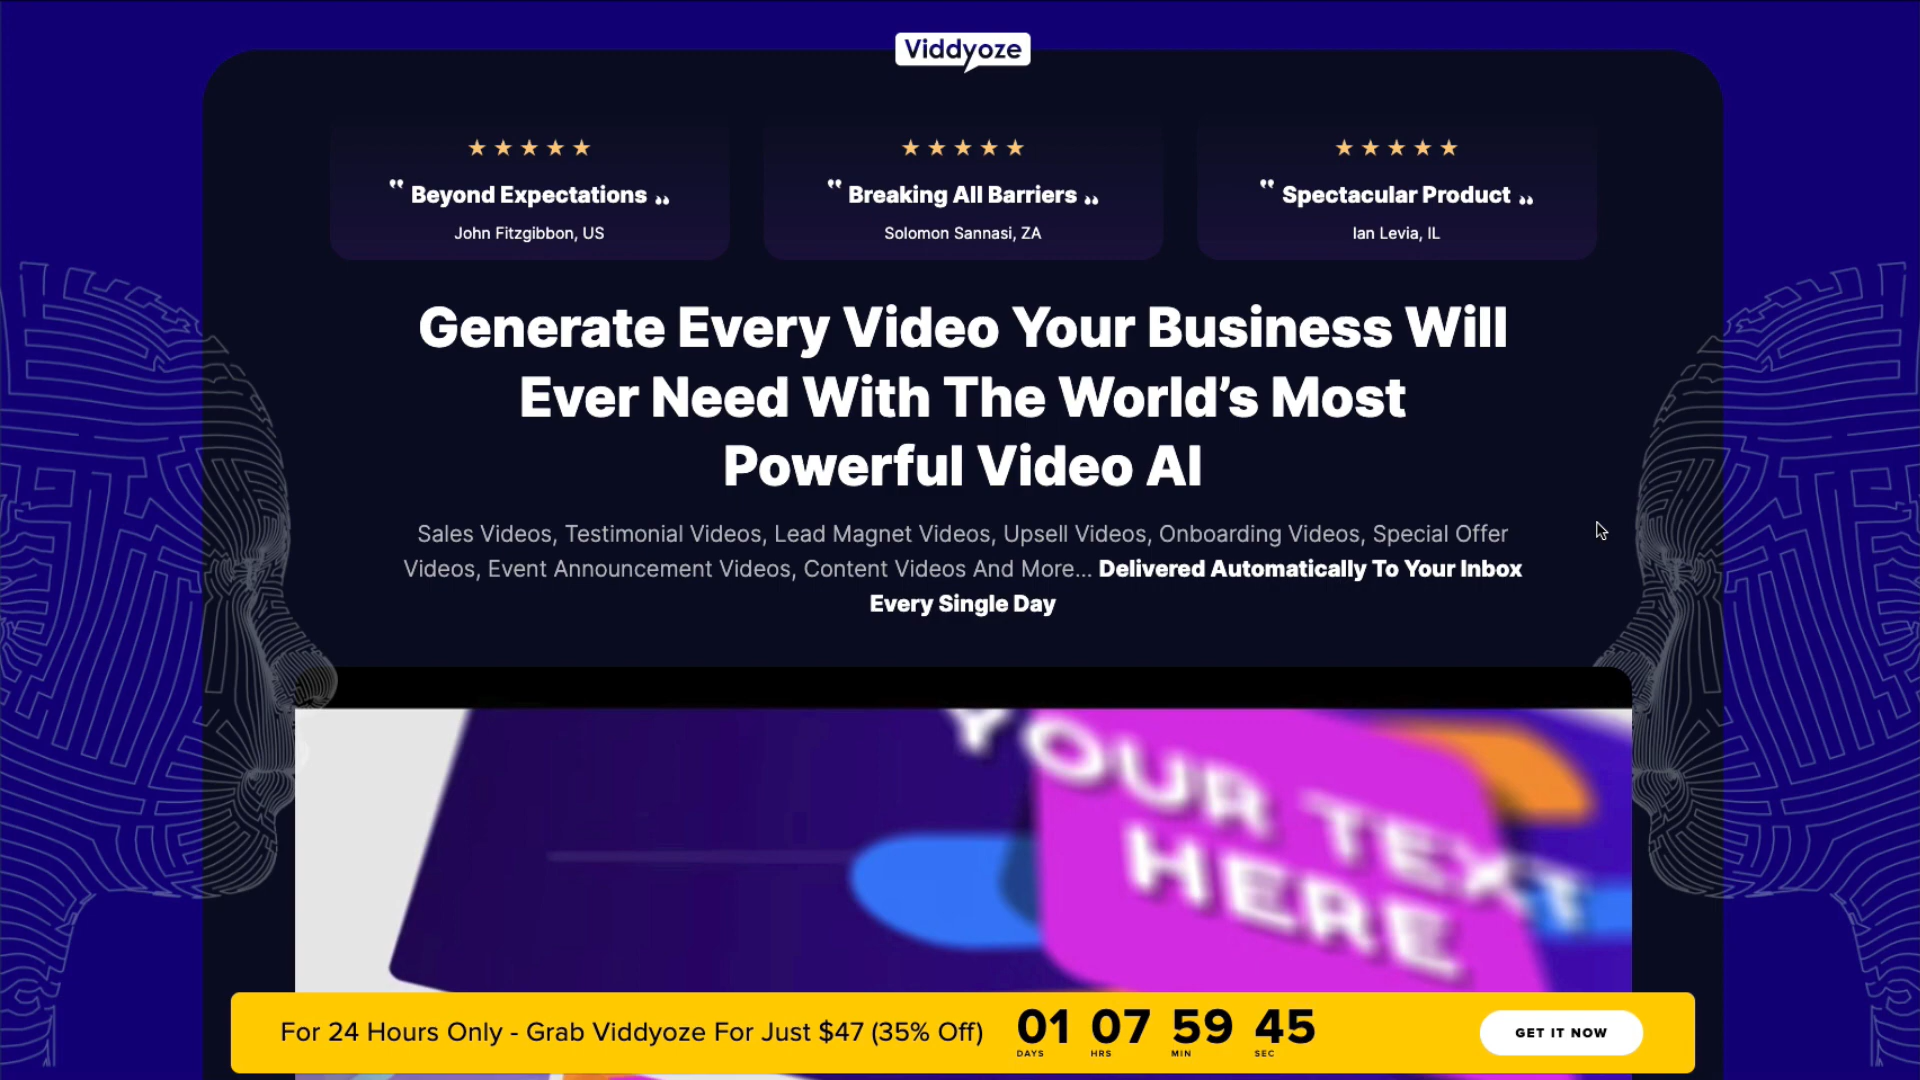 Viddyoze
★★★★★
" Beyond Expectations „
John Fitzgibbon, US
★★★★★
" Breaking All Barriers „
Solomon Sannasi, ZA
★★★★★
" Spectacular Product „
Ian Levia, IL
Generate Every Video Your Business Will
Ever Need With The World’s Most
Powerful Video AI
Sales Videos, Testimonial Videos, Lead Magnet Videos, Upsell Videos, Onboarding Videos, Special Offer
Videos, Event Announcement Videos, Content Videos And More... Delivered Automatically To Your Inbox
Every Single Day
YOUR TEXT
HERE
For 24 Hours Only - Grab Viddyoze For Just $47 (35% Off)
01 07 59 45
DAYS HRS MIN SEC
GET IT NOW